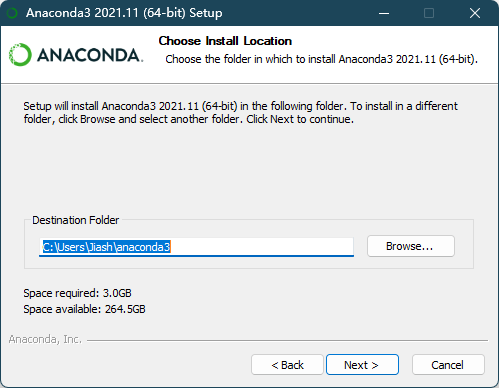 Anaconda3 2021.11 (64-bit) Setup
ANACONDA.
Choose Install Location
Choose the folder in which to install Anaconda3 2021.11 (64-bit).
Setup will install Anaconda3 2021.11 (64-bit) in the following folder. To install in a different
folder, click Browse and select another folder. Click Next to continue.
Destination Folder
C:\Users\Jiash\anaconda3
Browse...
Space required: 3.0GB
Space available: 264.5GB
Anaconda, Inc.
< Back
Next >
Cancel